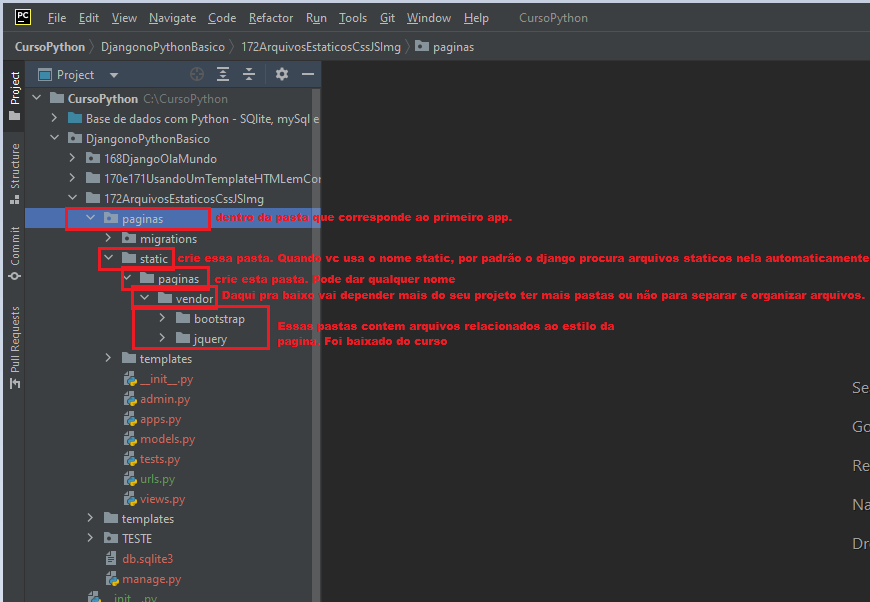 PC File Edit View Navigate Code Refactor Run Tools Git Window Help CursoPython
CursoPython DjangonoPythonBasico 172ArquivosEstaticosCssJSImg paginas
Project
Project
Structure
Commit
Pull Requests
CursoPython C:\CursoPython
Base de dados com Python - SQlite, mySql e
DjangonoPythonBasico
168DjangoOlaMundo
170e171UsandoUmTemplateHTMLemCor
172ArquivosEstaticosCssJSImg
paginas dentro da pasta que corresponde ao primeiro app.
migrations
static crie essa pasta. Quando vc usa o nome static, por padrão o django procura arquivos staticos nela automaticamente
paginas crie esta pasta. Pode dar qualquer nome
vendor Daqui pra baixo vai depender mais do seu projeto ter mais pastas ou não para separar e organizar arquivos.
bootstrap Essas pastas contem arquivos relacionados ao estilo da
jquery pagina. Foi baixado do curso
templates
__init__.py
admin.py
apps.py
models.py
tests.py
urls.py
views.py
templates
TESTE
db.sqlite3
manage.py
init .py
Se
Go
Re
Na
Dr